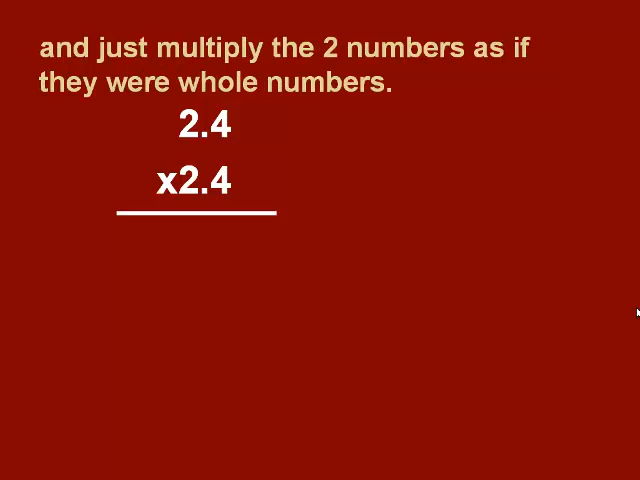 and just multiply the 2 numbers as if
they were whole numbers.
2.4
x2.4